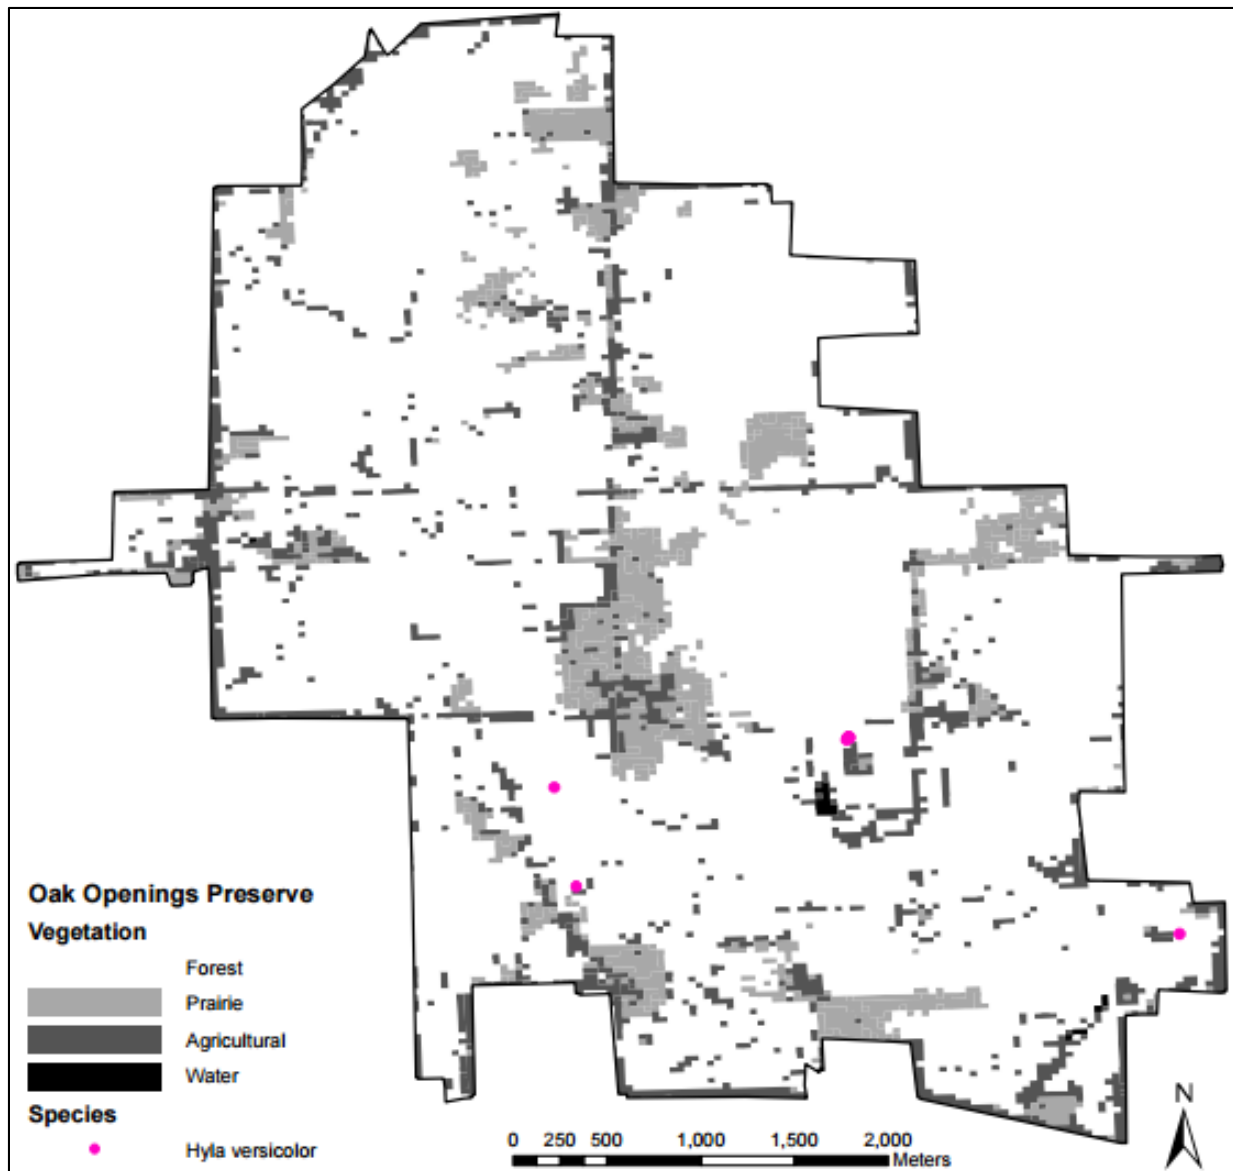 Oak Openings Preserve
Vegetation
Forest
Prairie
Agricultural
Water
Species
Hyla versicolor
0 250 500 1,000 1,500 2,000
Meters
N